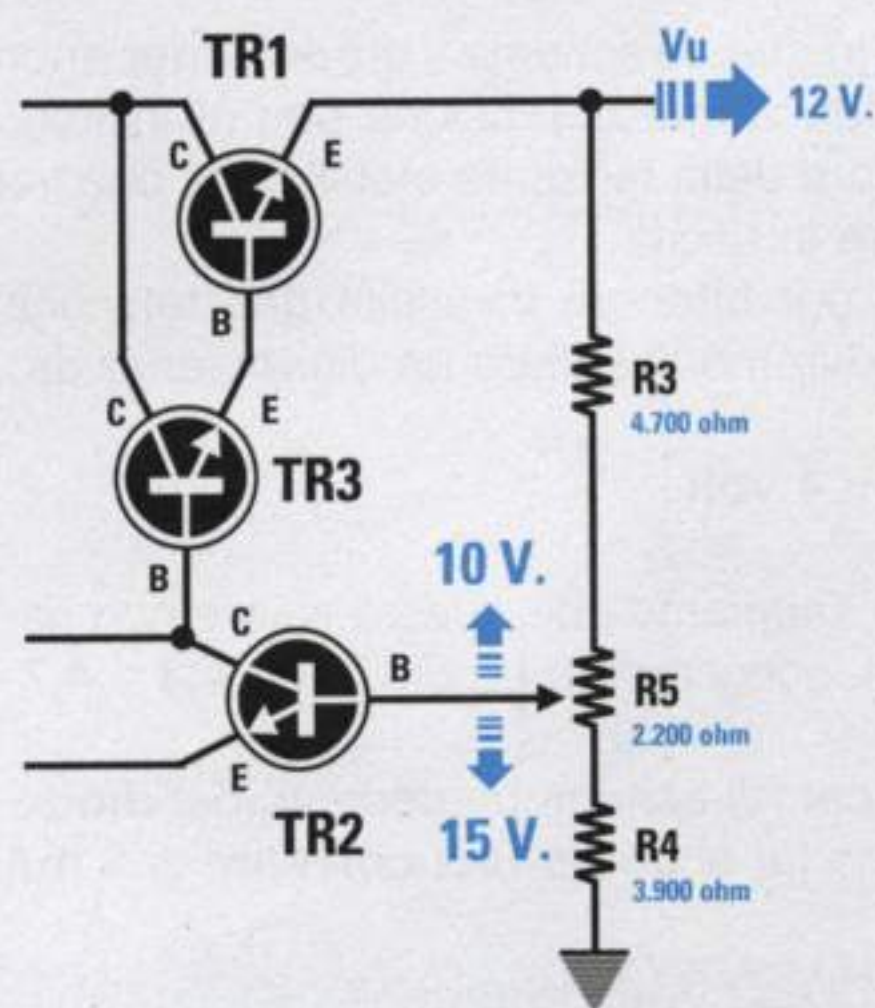 TR1
Vu
12 V.
C
E
B
R3
4.700 ohm
C
E
TR3
B
10 V.
C
B
R5
2.200 ohm
E
TR2
15 V.
R4
3.900 ohm